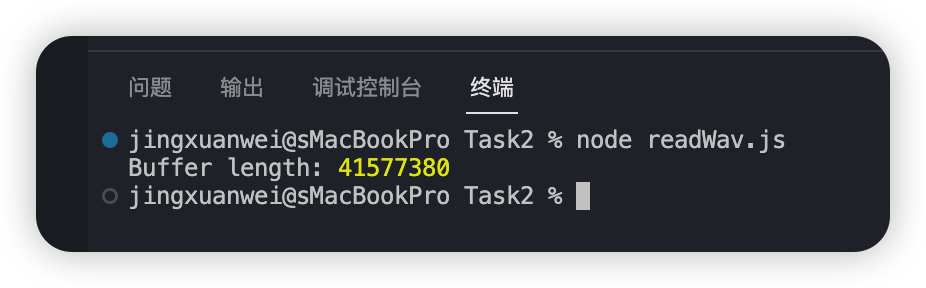 问题 输出 调试控制台 终端
jingxuanwei@sMacBookPro Task2 % node readWav.js
Buffer length: 41577380
jingxuanwei@sMacBookPro Task2 %